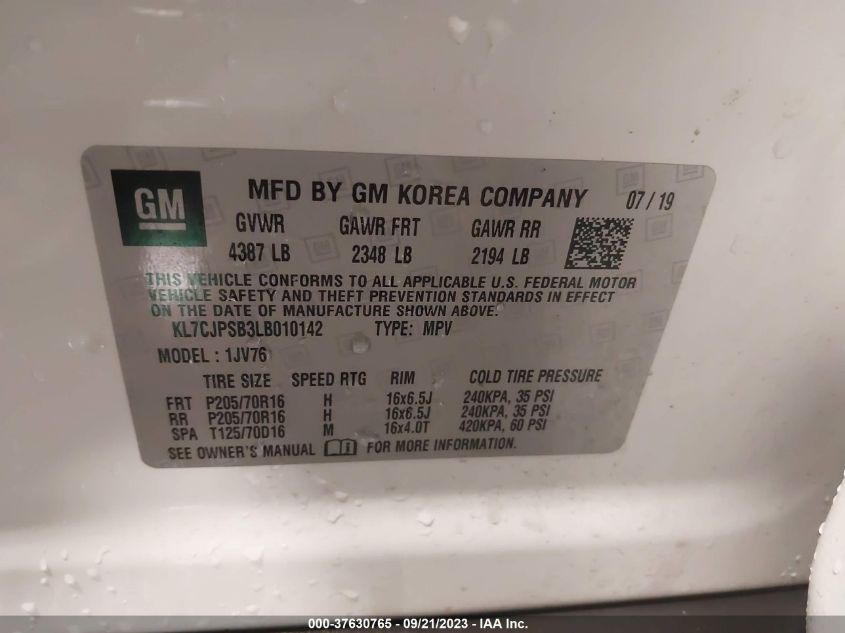 GM MFD BY GM KOREA COMPANY 07/19
GVWR GAWR FRT GAWR RR
4387 LB 2348 LB 2194 LB
THIS VEHICLE CONFORMS TO ALL APPLICABLE U.S. FEDERAL MOTOR
VEHICLE SAFETY AND THEFT PREVENTION STANDARDS IN EFFECT
ON THE DATE OF MANUFACTURE SHOWN ABOVE.
KL7CJPSB3LB010142 TYPE: MPV
MODEL : 1JV76
TIRE SIZE SPEED RTG RIM COLD TIRE PRESSURE
FRT P205/70R16 H 16x6.5J 240KPA, 35 PSI
RR P205/70R16 H 16x6.5J 240KPA, 35 PSI
SPA T125/70D16 M 16x4.0T 420KPA, 60 PSI
SEE OWNER'S MANUAL FOR MORE INFORMATION.
000-37630765 - 09/21/2023 - IAA Inc.